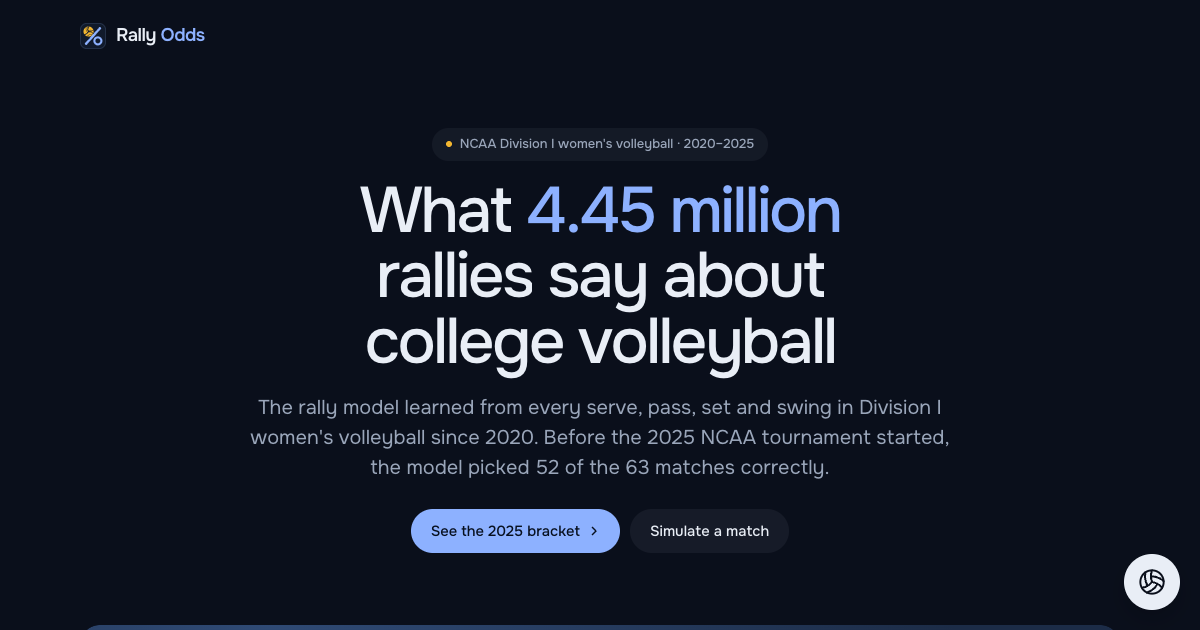 Rally Odds
NCAA Division I women's volleyball · 2020–2025
What 4.45 million
rallies say about
college volleyball
The rally model learned from every serve, pass, set and swing in Division I
women's volleyball since 2020. Before the 2025 NCAA tournament started,
the model picked 52 of the 63 matches correctly.
See the 2025 bracket
Simulate a match